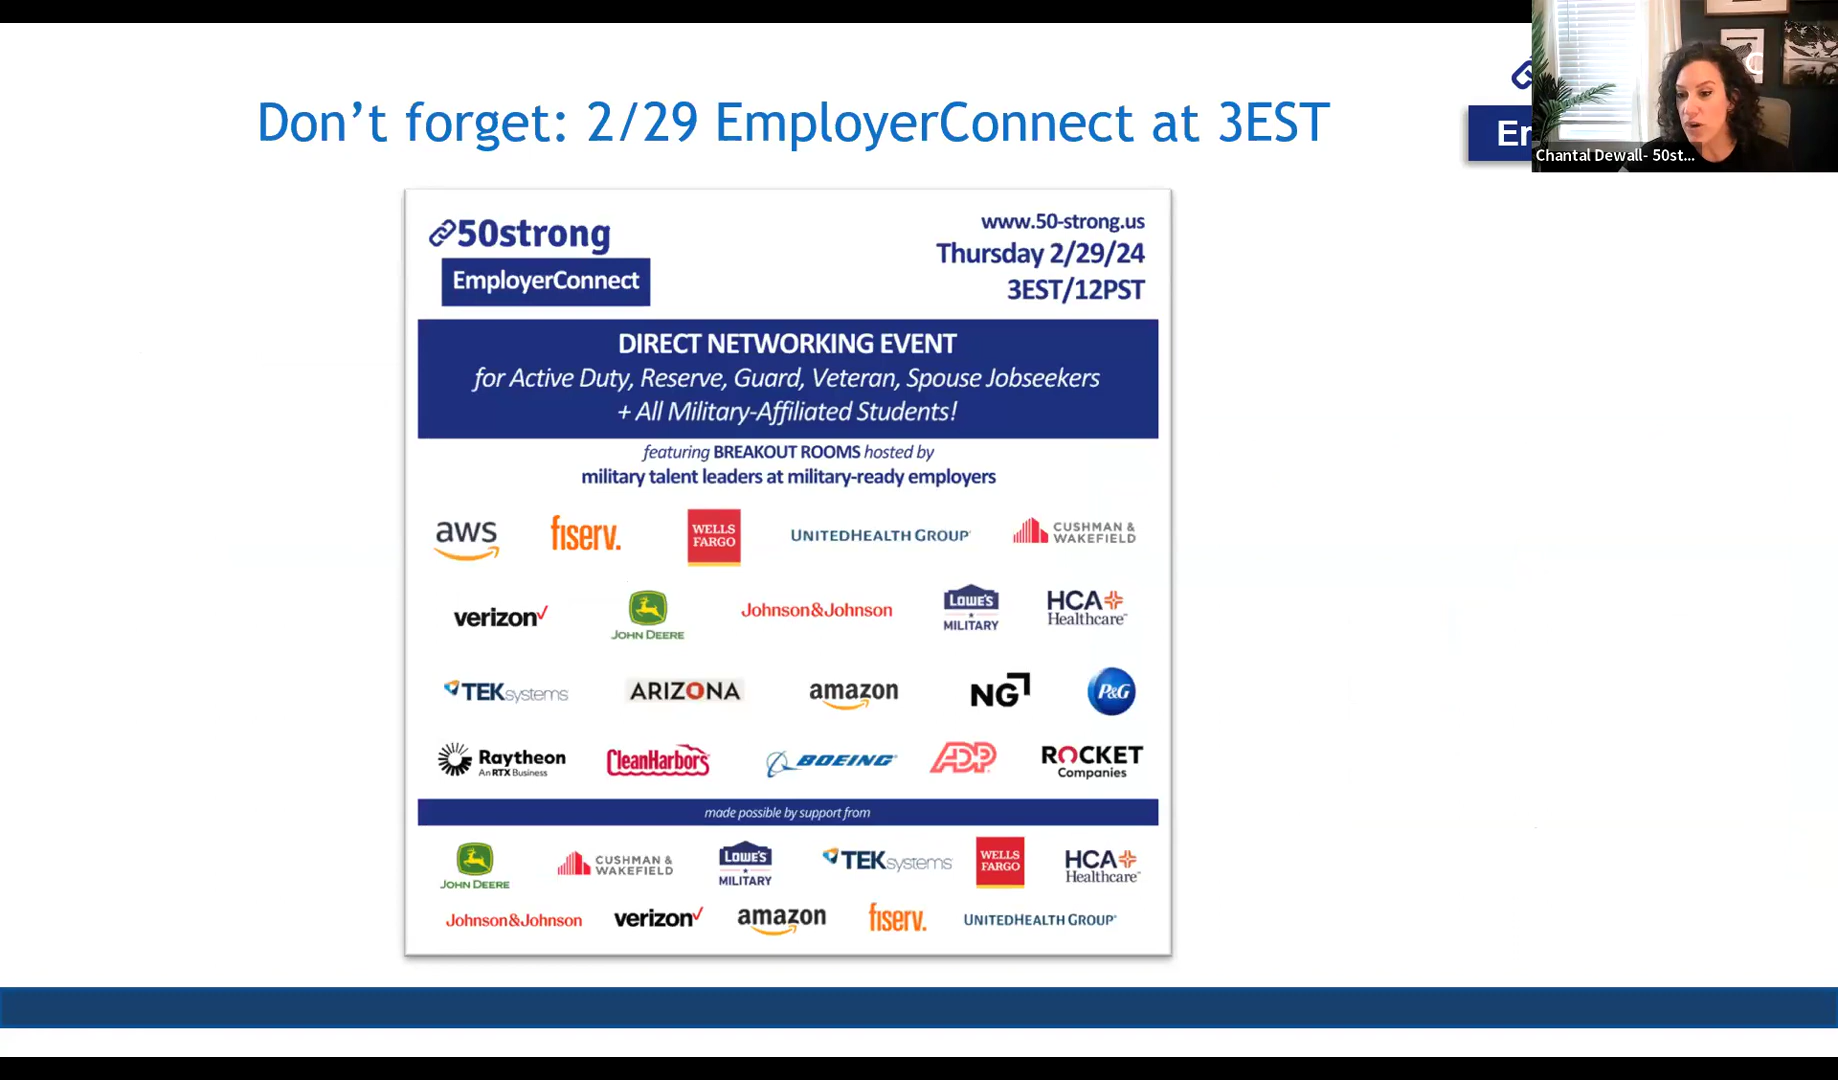 Don't forget: 2/29 EmployerConnect at 3EST
Chantal Dewall- 50st...
50strong
EmployerConnect
www.50-strong.us
Thursday 2/29/24
3EST/12PST
DIRECT NETWORKING EVENT
for Active Duty, Reserve, Guard, Veteran, Spouse Jobseekers
+ All Military-Affiliated Students!
featuring BREAKOUT ROOMS hosted by
military talent leaders at military-ready employers
aws
fiserv.
WELLS
FARGO
UNITEDHEALTH GROUP
CUSHMAN &
WAKEFIELD
verizon
JOHN DEERE
Johnson&Johnson
LOWE'S
MILITARY
HCA
Healthcare™
TEKsystems
ARIZONA
amazon
NG
P&G
Raytheon
An RTX Business
CleanHarbors
BOEING
ADP
ROCKET
Companies
made possible by support from
JOHN DEERE
CUSHMAN &
WAKEFIELD
LOWE'S
MILITARY
TEKsystems
WELLS
FARGO
HCA
Healthcare™
Johnson&Johnson
verizon
amazon
fiserv.
UNITEDHEALTH GROUP